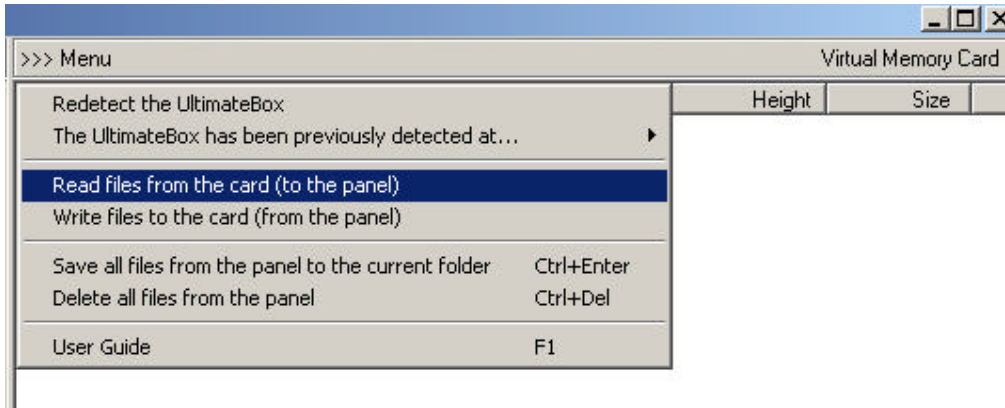 >>> Menu Virtual Memory Card
Height Size
Redetect the UltimateBox
The UltimateBox has been previously detected at...
Read files from the card (to the panel)
Write files to the card (from the panel)
Save all files from the panel to the current folder Ctrl+Enter
Delete all files from the panel Ctrl+Del
User Guide F1